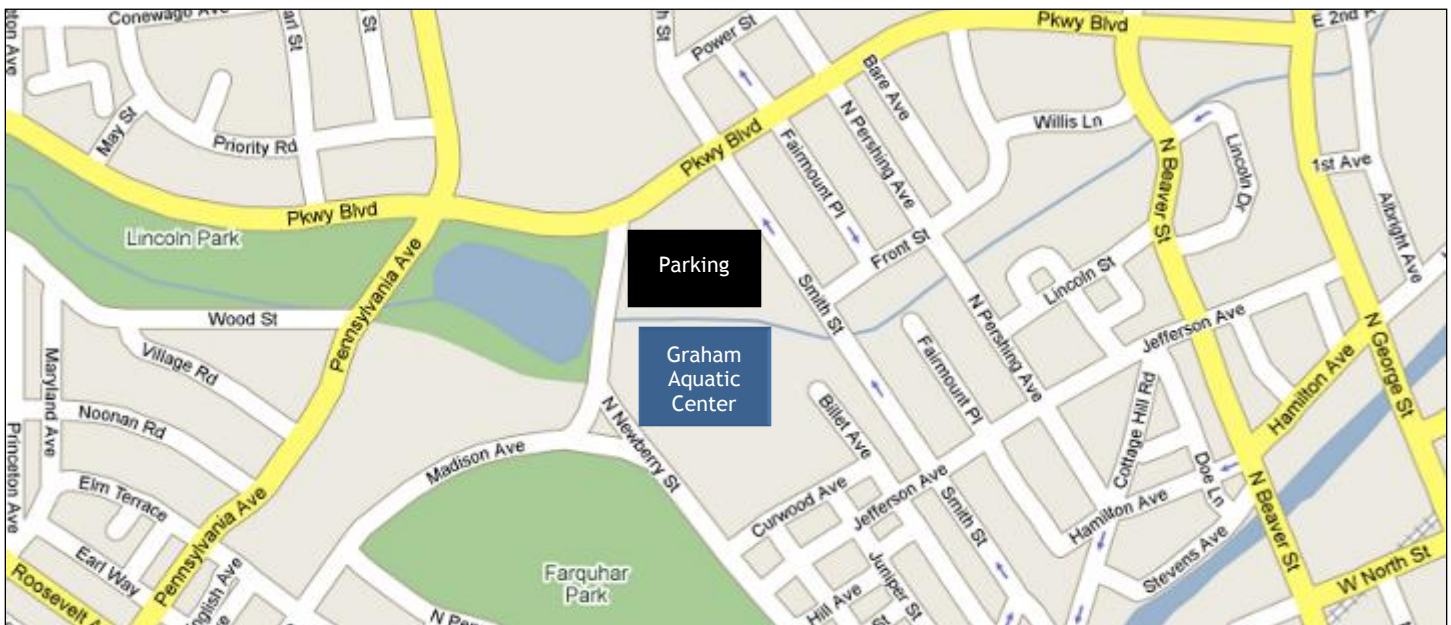 Conewago Ave
Power St
Pkwy Blvd
E 2nd
May St
Priority Rd
Bare Ave
N Pershing Ave
Willis Ln
Lincoln Dr
1st Ave
Pkwy Blvd
Fairmount Pl
N Beaver St
Albright Ave
Pkwy Blvd
Lincoln Park
Parking
Front St
Smith St
Lincoln St
N Pershing Ave
Wood St
Pennsylvania Ave
Jefferson Ave
N George St
Village Rd
Maryland Ave
Graham
Aquatic
Center
Fairmount Pl
Hamilton Ave
Noonan Rd
Princeton Ave
N Newberry St
Billet Ave
Cottage Hill Rd
Madison Ave
Doe Ln
Elm Terrace
Curwood Ave
Jefferson Ave
Smith St
Hamilton Ave
N Beaver St
Pennsylvania Ave
Earl Way
Roosevelt
Farquhar
Park
Juniper St
Hill Ave
Stevens Ave
W North St